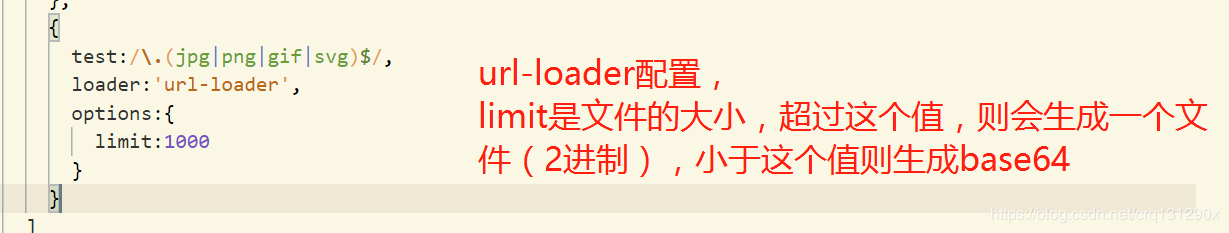 },
{
test:/\.(jpg|png|gif|svg)$/,
loader:'url-loader',
options:{
limit:1000
}
}
]
url-loader配置，
limit是文件的大小，超过这个值，则会生成一个文
件（2进制），小于这个值则生成base64
https://blog.csdn.net/crq131290x